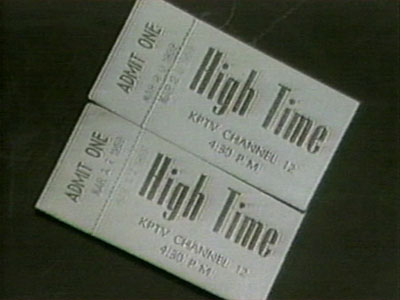 ADMIT ONE
High Time
KPTV CHANNEL 12
4:30 P.M.
ADMIT ONE
High Time
KPTV CHANNEL 12
4:30 P.M